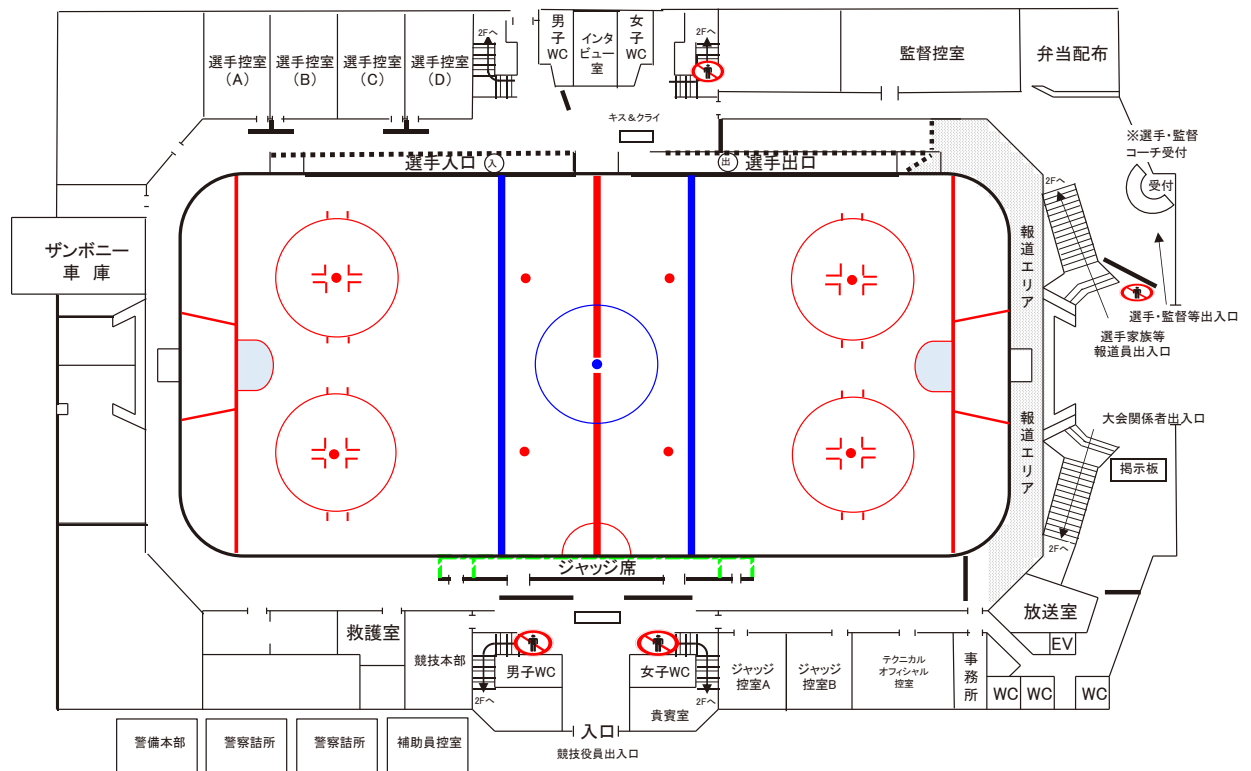 選手控室
(A)
選手控室
(B)
選手控室
(C)
選手控室
(D)
2Fへ
男子
WC
インタ
ビュー
室
女子
WC
2Fへ
監督控室
弁当配布
キス&クライ
※選手・監督
コーチ受付
受付
選手入口
入
出
選手出口
2Fへ
報道エリア
ザンボニー
車庫
選手・監督等出入口
選手家族等
報道員出入口
報道エリア
大会関係者出入口
掲示板
2Fへ
ジャッジ席
放送室
EV
救護室
競技本部
2Fへ
男子WC
女子WC
2Fへ
貴賓室
ジャッジ
控室A
ジャッジ
控室B
テクニカル
オフィシャル
控室
事務所
WC
WC
WC
入口
競技役員出入口
警備本部
警察詰所
警察詰所
補助員控室